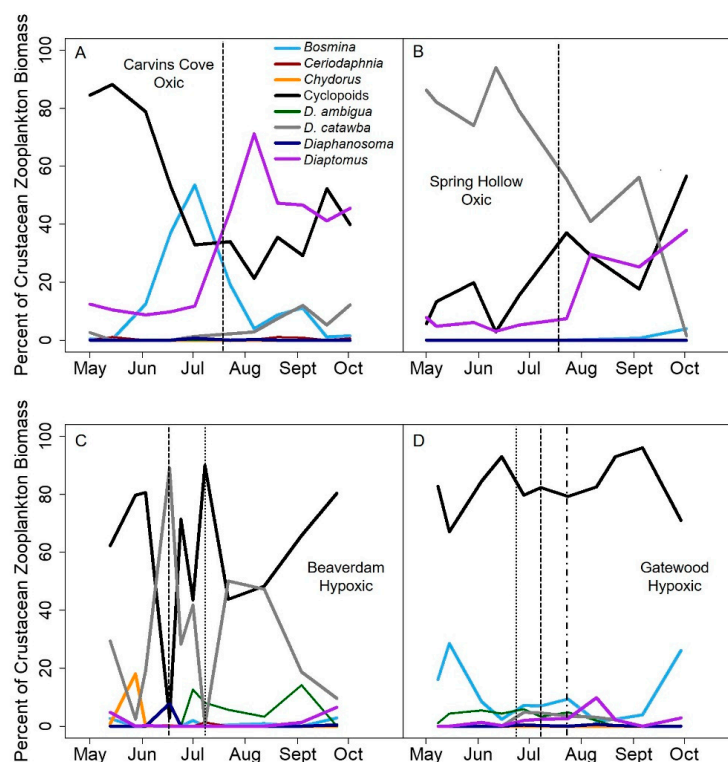 A
Carvins Cove
Oxic
Bosmina
Ceriodaphnia
Chydorus
Cyclopoids
D. ambigua
D. catawba
Diaphanosoma
Diaptomus
Percent of Crustacean Zooplankton Biomass
100
80
60
40
20
0
May Jun Jul Aug Sept Oct
B
Spring Hollow
Oxic
May Jun Jul Aug Sept Oct
C
Beaverdam
Hypoxic
Percent of Crustacean Zooplankton Biomass
100
80
60
40
20
0
May Jun Jul Aug Sept Oct
D
Gatewood
Hypoxic
May Jun Jul Aug Sept Oct